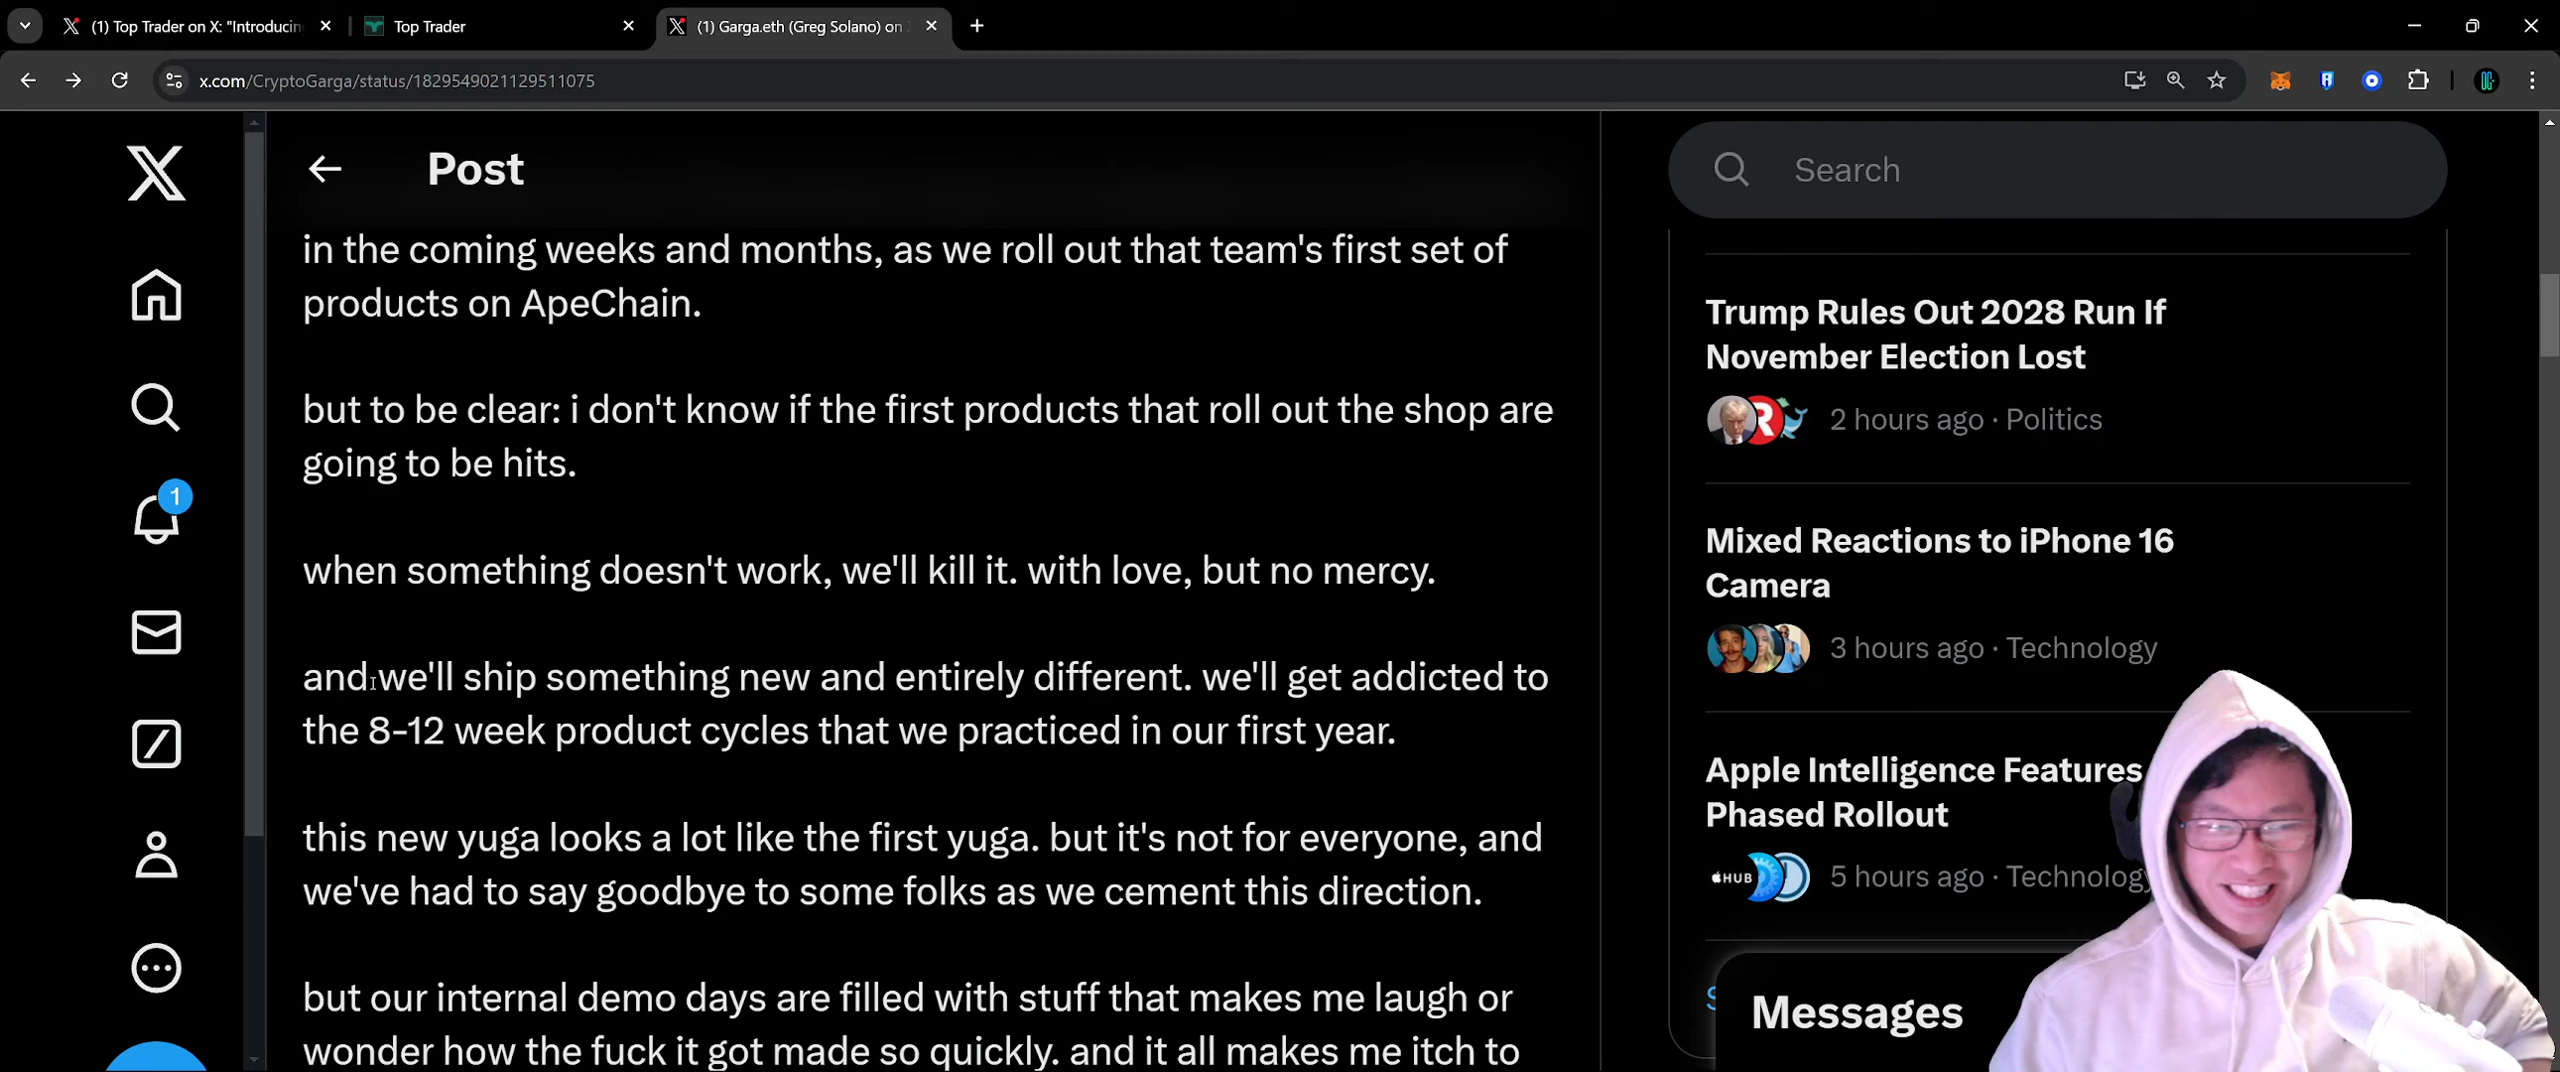 (1) Top Trader on X: "Introducin
Top Trader
(1) Garga.eth (Greg Solano) on
x.com/CryptoGarga/status/1829549021129511075
Post
in the coming weeks and months, as we roll out that team's first set of
products on ApeChain.
but to be clear: i don't know if the first products that roll out the shop are
going to be hits.
when something doesn't work, we'll kill it. with love, but no mercy.
and we'll ship something new and entirely different. we'll get addicted to
the 8-12 week product cycles that we practiced in our first year.
this new yuga looks a lot like the first yuga. but it's not for everyone, and
we've had to say goodbye to some folks as we cement this direction.
but our internal demo days are filled with stuff that makes me laugh or
wonder how the fuck it got made so quickly. and it all makes me itch to
1
Search
Trump Rules Out 2028 Run If
November Election Lost
R
2 hours ago · Politics
Mixed Reactions to iPhone 16
Camera
3 hours ago · Technology
Apple Intelligence Features
Phased Rollout
HUB
5 hours ago · Technology
S
Messages